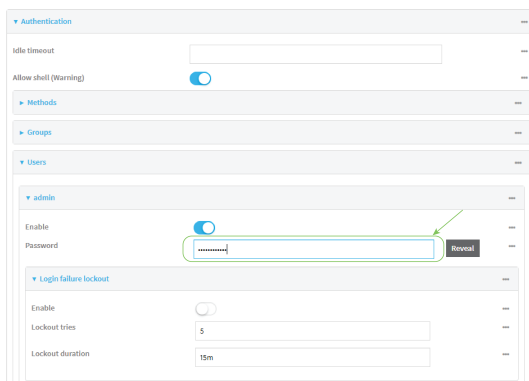 Authentication
Idle timeout
Allow shell (Warning)
Methods
Groups
Users
admin
Enable
Password
Reveal
Login failure lockout
Enable
Lockout tries 5
Lockout duration 15m